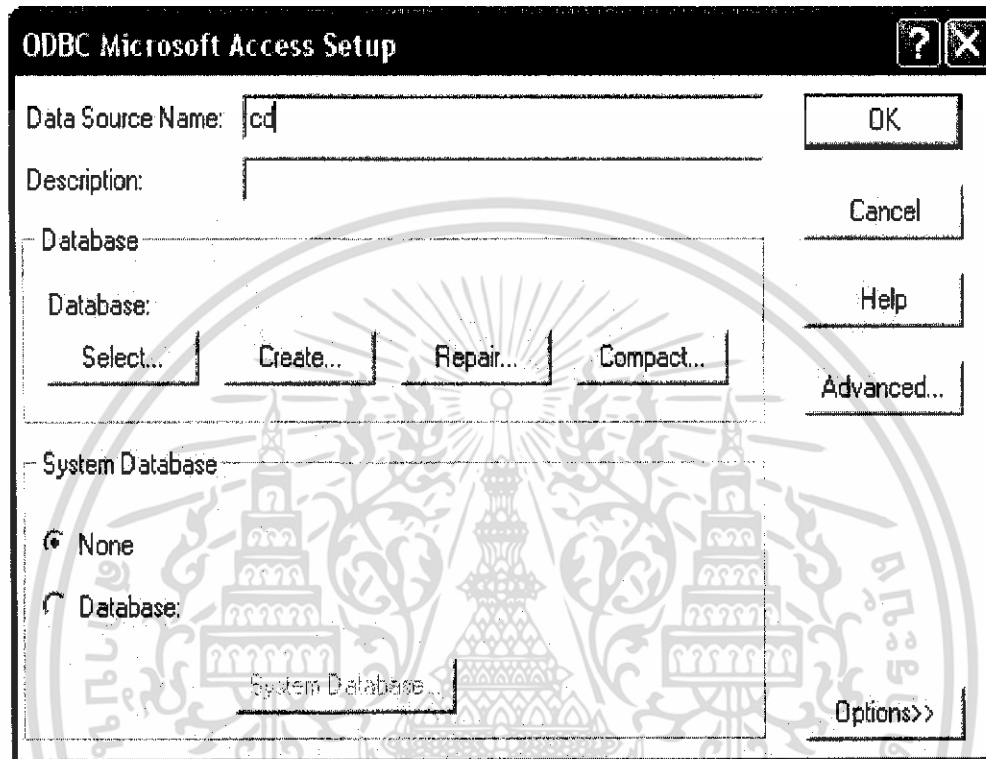 ODBC Microsoft Access Setup
Data Source Name: cd
OK
Description:
Cancel
Database
Database:
Help
Select... Create... Repair... Compact...
Advanced...
System Database
None
Database:
System Database...
Options>>